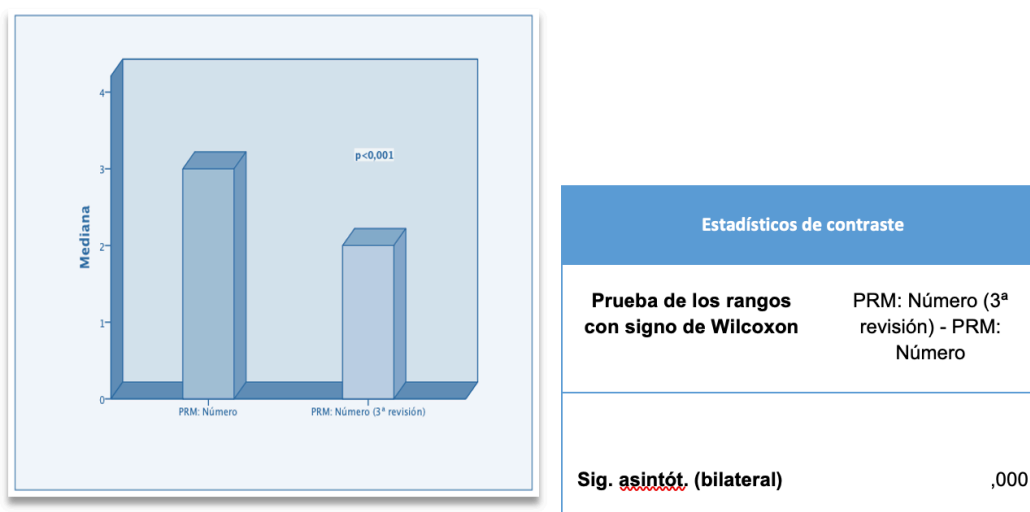 4
3
2
1
0
Mediana
p<0,001
PRM: Número
PRM: Número (3ª revisión)
Estadísticos de contraste
Prueba de los rangos
con signo de Wilcoxon
PRM: Número (3ª
revisión) - PRM:
Número
Sig. asintót. (bilateral)
,000